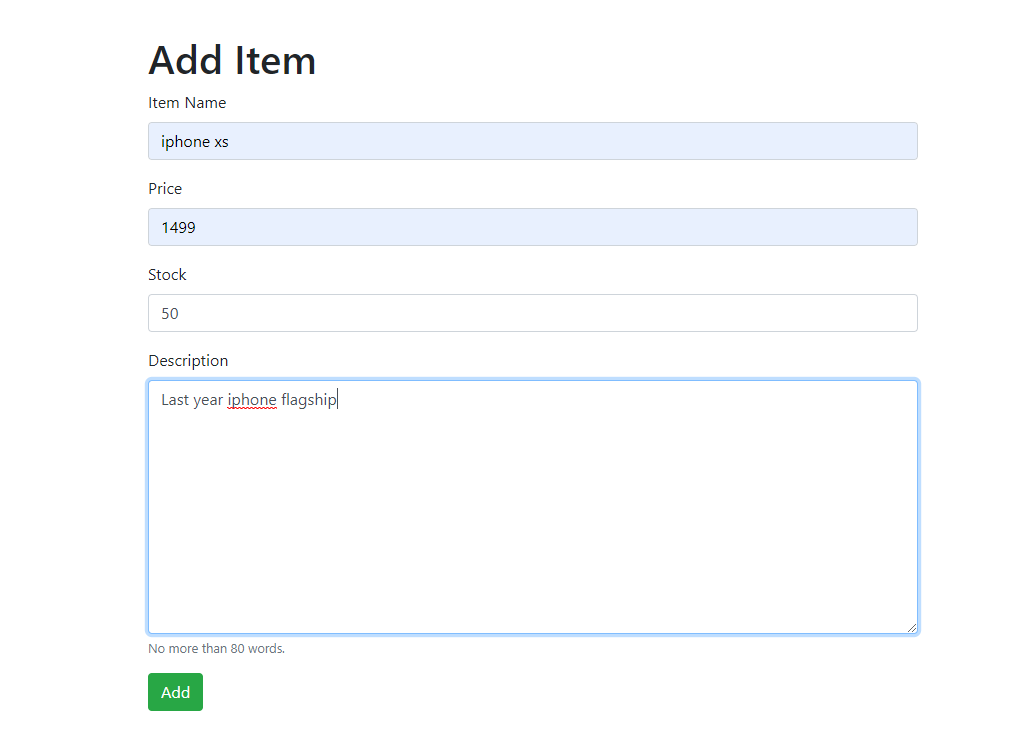 Add Item
Item Name
iphone xs
Price
1499
Stock
50
Description
Last year iphone flagship
No more than 80 words.
Add